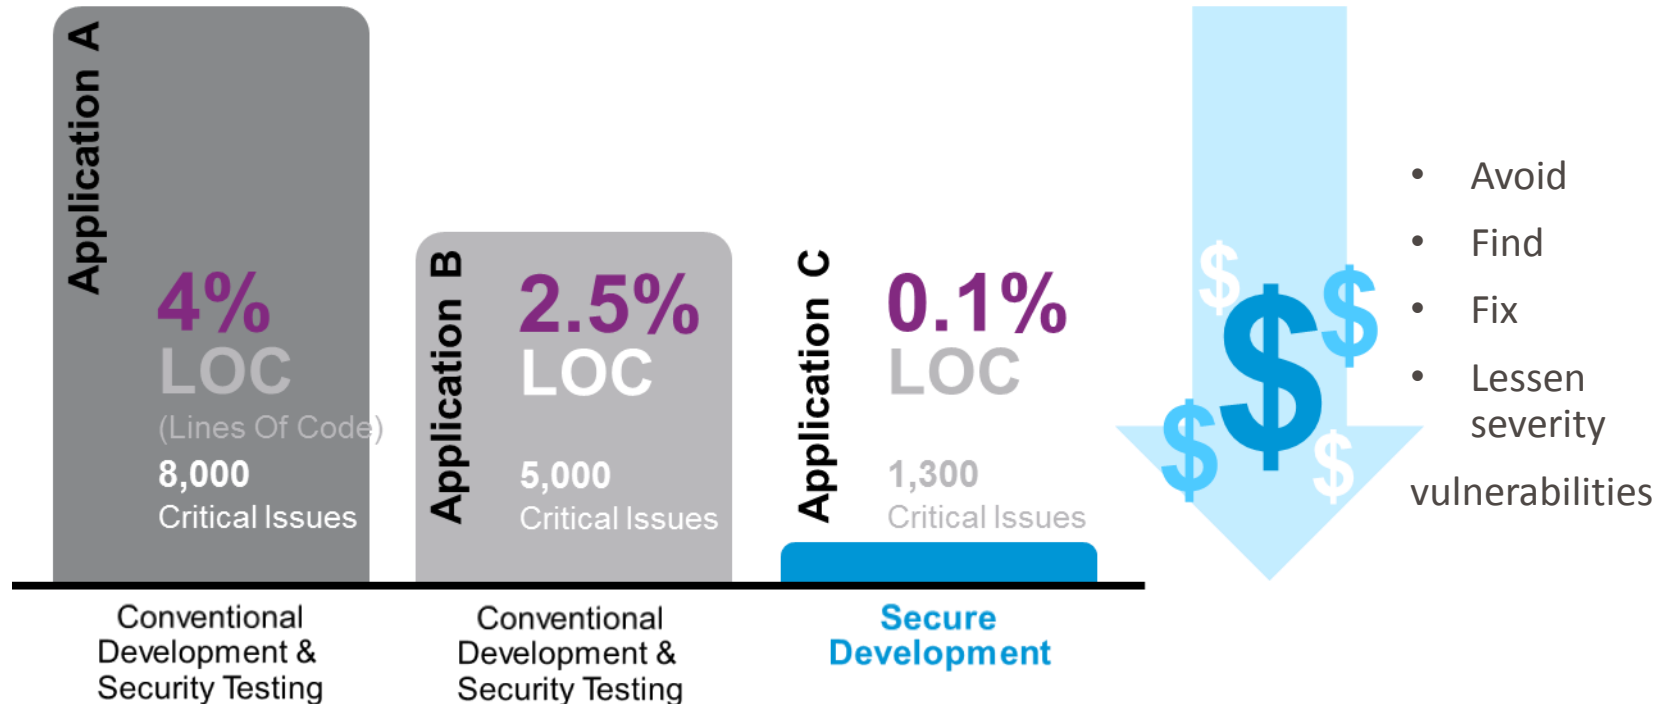 Application A
4%
LOC
(Lines Of Code)
8,000
Critical Issues
Conventional
Development &
Security Testing
Application B
2.5%
LOC
5,000
Critical Issues
Conventional
Development &
Security Testing
Application C
0.1%
LOC
1,300
Critical Issues
Secure
Development
$
$
$
$
$
• Avoid
• Find
• Fix
• Lessen
severity
vulnerabilities